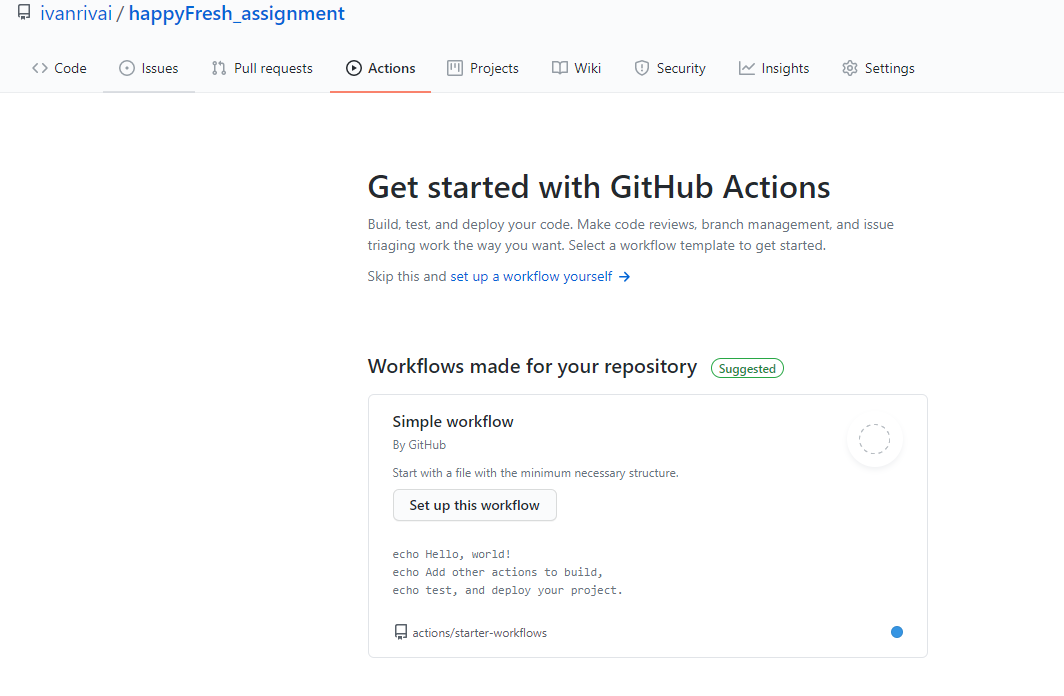 ivanrivai / happyFresh_assignment
Code Issues Pull requests Actions Projects Wiki Security Insights Settings
Get started with GitHub Actions
Build, test, and deploy your code. Make code reviews, branch management, and issue
triaging work the way you want. Select a workflow template to get started.
Skip this and set up a workflow yourself →
Workflows made for your repository Suggested
Simple workflow
By GitHub
Start with a file with the minimum necessary structure.
Set up this workflow
echo Hello, world!
echo Add other actions to build,
echo test, and deploy your project.
actions/starter-workflows